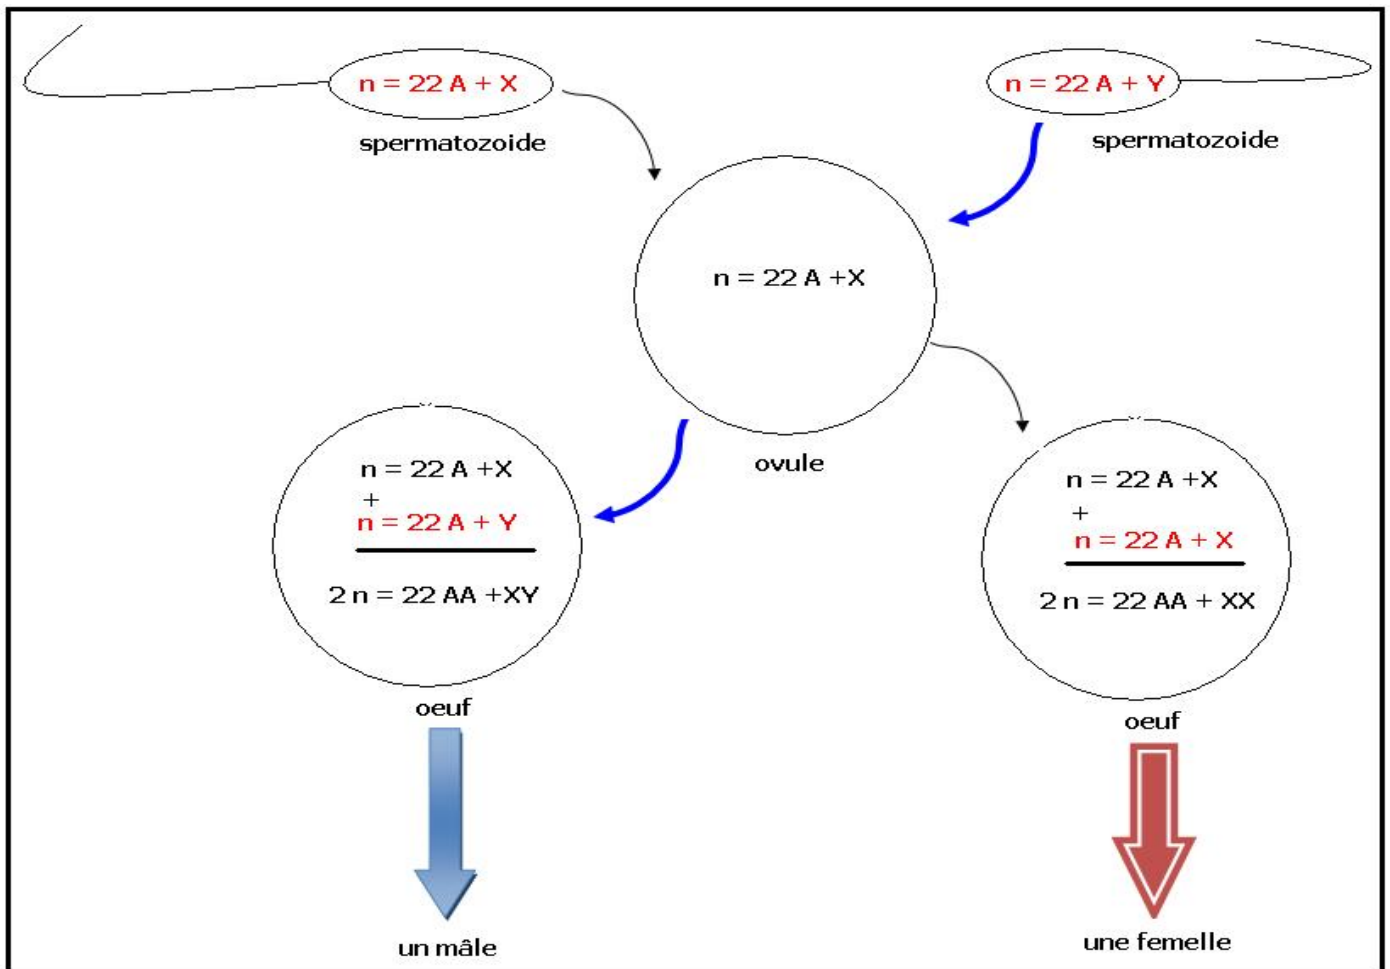 n = 22 A + X
spermatozoide
n = 22 A + Y
spermatozoide
n = 22 A +X
ovule
n = 22 A +X
+
n = 22 A + Y
2 n = 22 AA +XY
oeuf
un mâle
n = 22 A +X
+
n = 22 A + X
2 n = 22 AA + XX
oeuf
une femelle